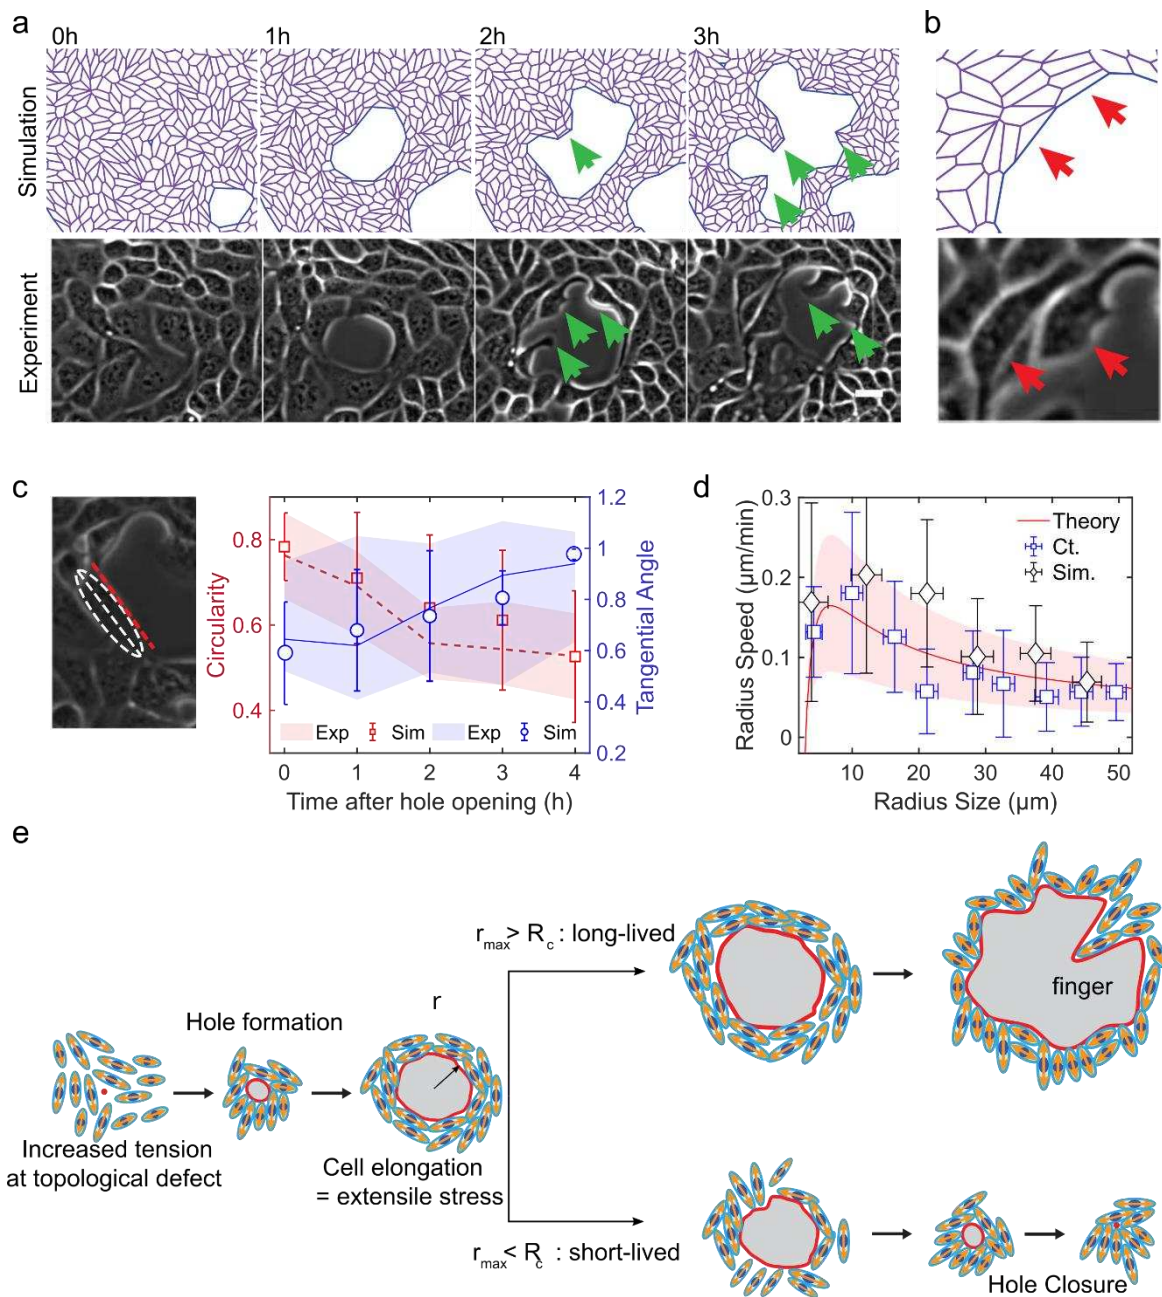 a
0h
1h
2h
3h
b
Simulation
Experiment
c
Circularity
0.8
0.6
0.4
1.2
1
0.8
0.6
0.4
0.2
Tangential Angle
Exp
Sim
Exp
Sim
0
1
2
3
4
Time after hole opening (h)
d
Radius Speed (µm/min)
0.3
0.2
0.1
0
Theory
Ct.
Sim.
10
20
30
40
50
Radius Size (µm)
e
r_max > R_c : long-lived
finger
r
Hole formation
Increased tension
at topological defect
Cell elongation
= extensile stress
r_max < R_c : short-lived
Hole Closure